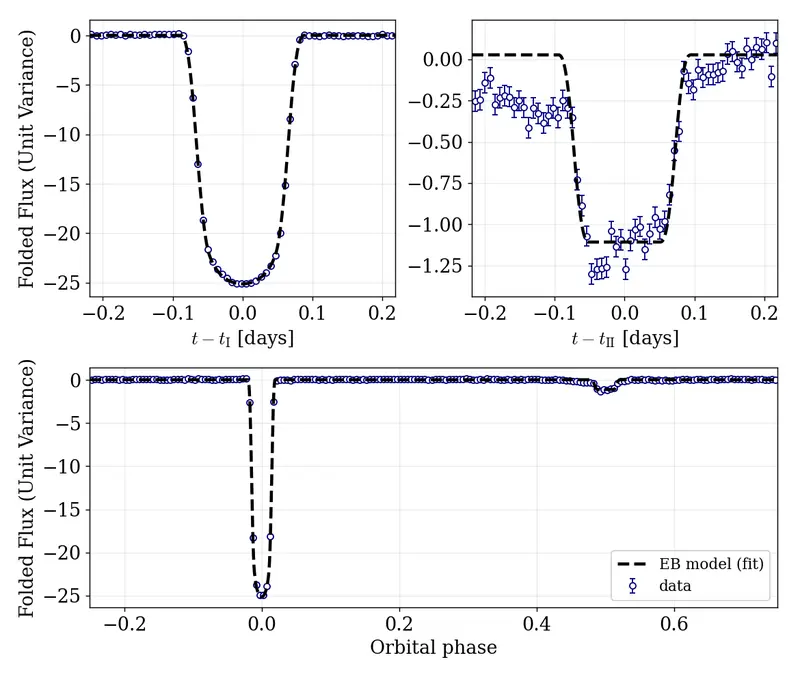 Folded Flux (Unit Variance)
0
−5
−10
−15
−20
−25
−0.2 −0.1 0.0 0.1 0.2
t − tI [days]
0.00
−0.25
−0.50
−0.75
−1.00
−1.25
−0.2 −0.1 0.0 0.1 0.2
t − tII [days]
Folded Flux (Unit Variance)
0
−5
−10
−15
−20
−25
−0.2 0.0 0.2 0.4 0.6
Orbital phase
EB model (fit)
data